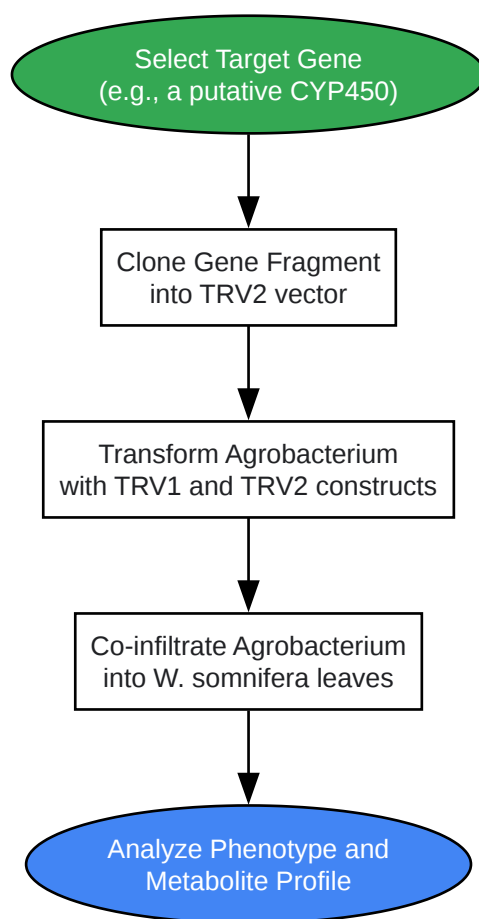 Select Target Gene
(e.g., a putative CYP450)
Clone Gene Fragment
into TRV2 vector
Transform Agrobacterium
with TRV1 and TRV2 constructs
Co-infiltrate Agrobacterium
into W. somnifera leaves
Analyze Phenotype and
Metabolite Profile